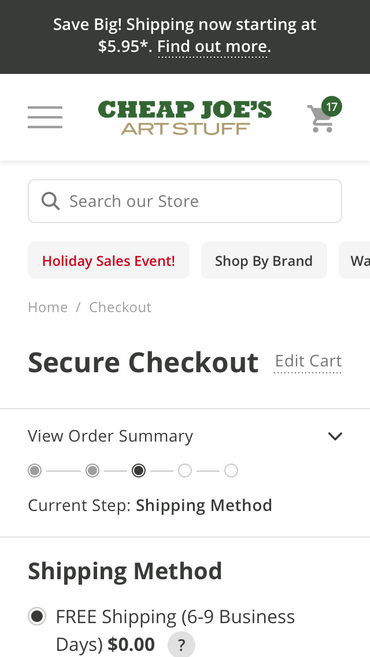 Save Big! Shipping now starting at
$5.95*. Find out more.
CHEAP JOE'S
ART STUFF
17
Search our Store
Holiday Sales Event!
Shop By Brand
Wa
Home / Checkout
Secure Checkout
Edit Cart
View Order Summary
Current Step: Shipping Method
Shipping Method
FREE Shipping (6-9 Business
Days) $0.00 ?